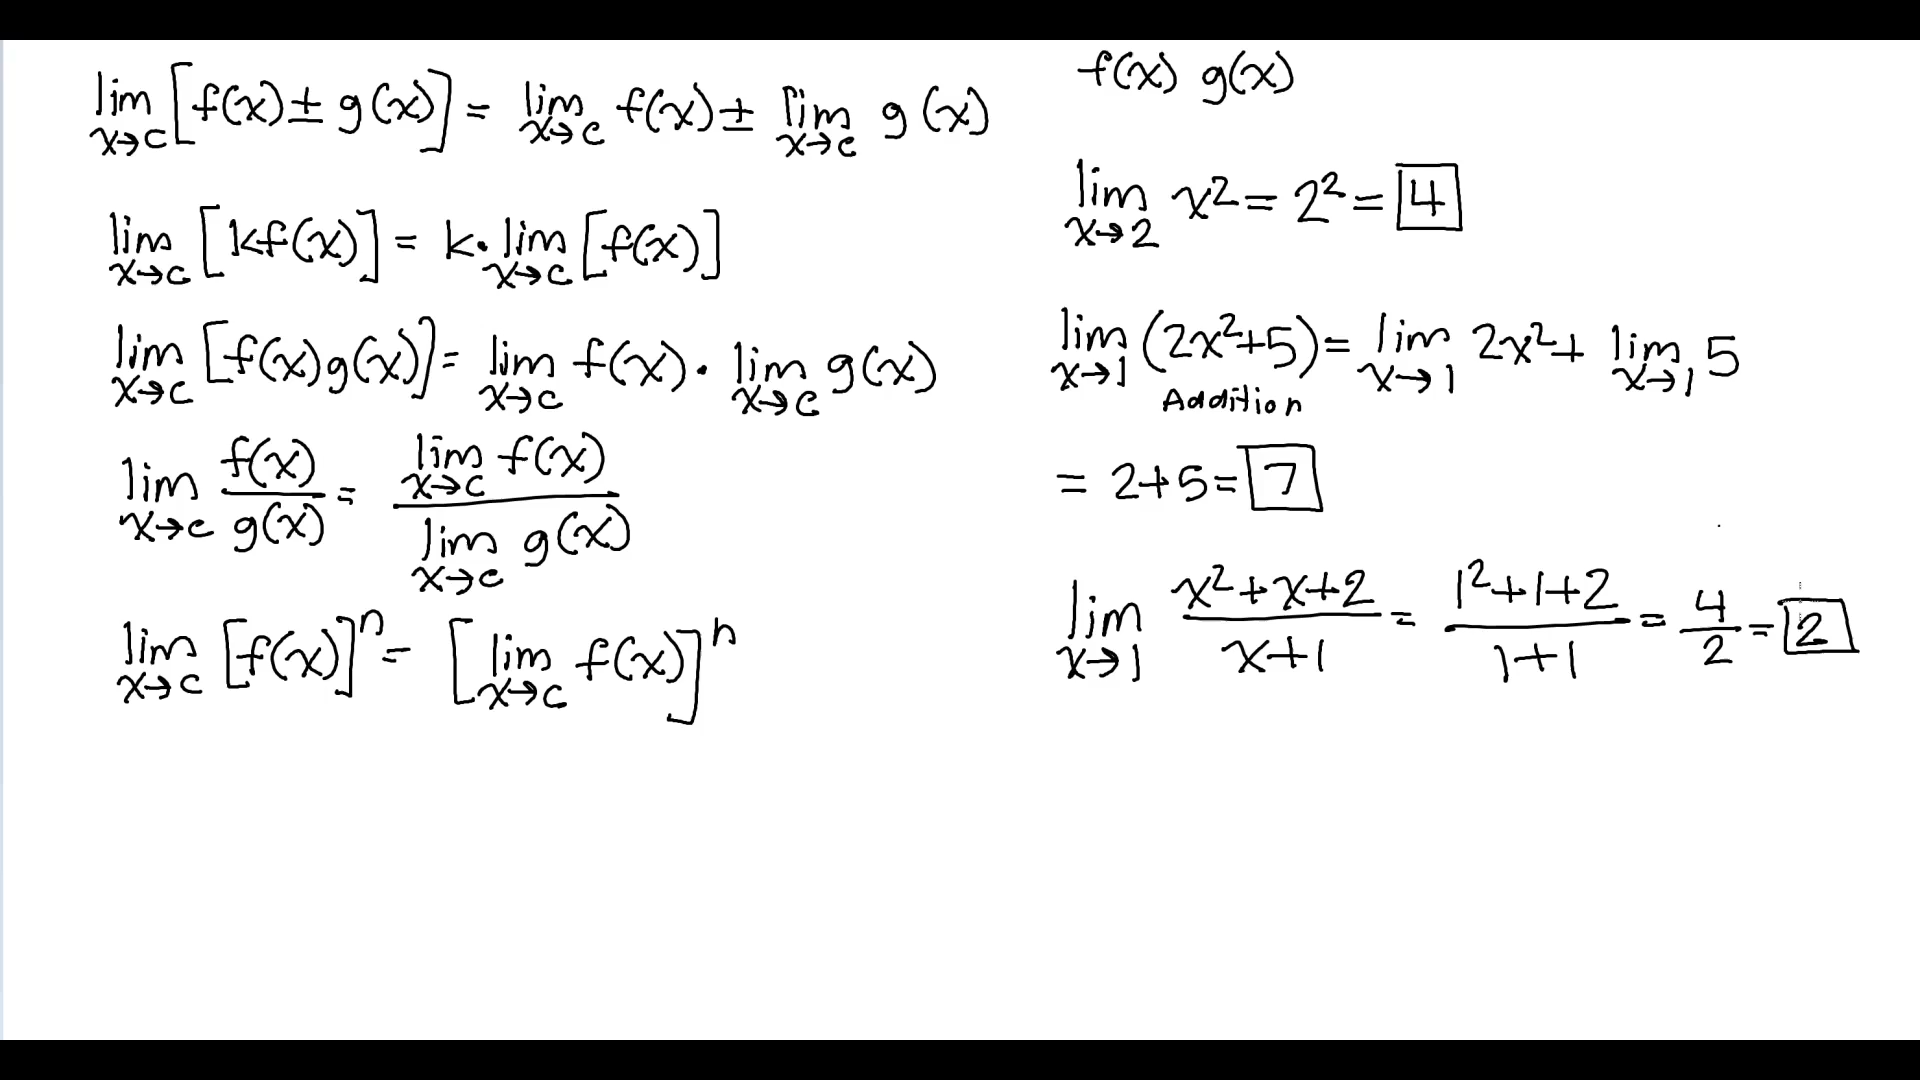 lim x→c [f(x) ± g(x)] = lim x→c f(x) ± lim x→c g(x)
lim x→c [kf(x)] = k · lim x→c [f(x)]
lim x→c [f(x)g(x)] = lim x→c f(x) · lim x→c g(x)
lim x→c f(x)/g(x) = lim x→c f(x) / lim x→c g(x)
lim x→c [f(x)]ⁿ = [lim x→c f(x)]ⁿ
f(x) g(x)
lim x→2 x² = 2² = 4
lim x→1 (2x²+5) = lim x→1 2x² + lim x→1 5
Addition
= 2+5 = 7
lim x→1 (x²+x+2)/(x+1) = (1²+1+2)/(1+1) = 4/2 = 2